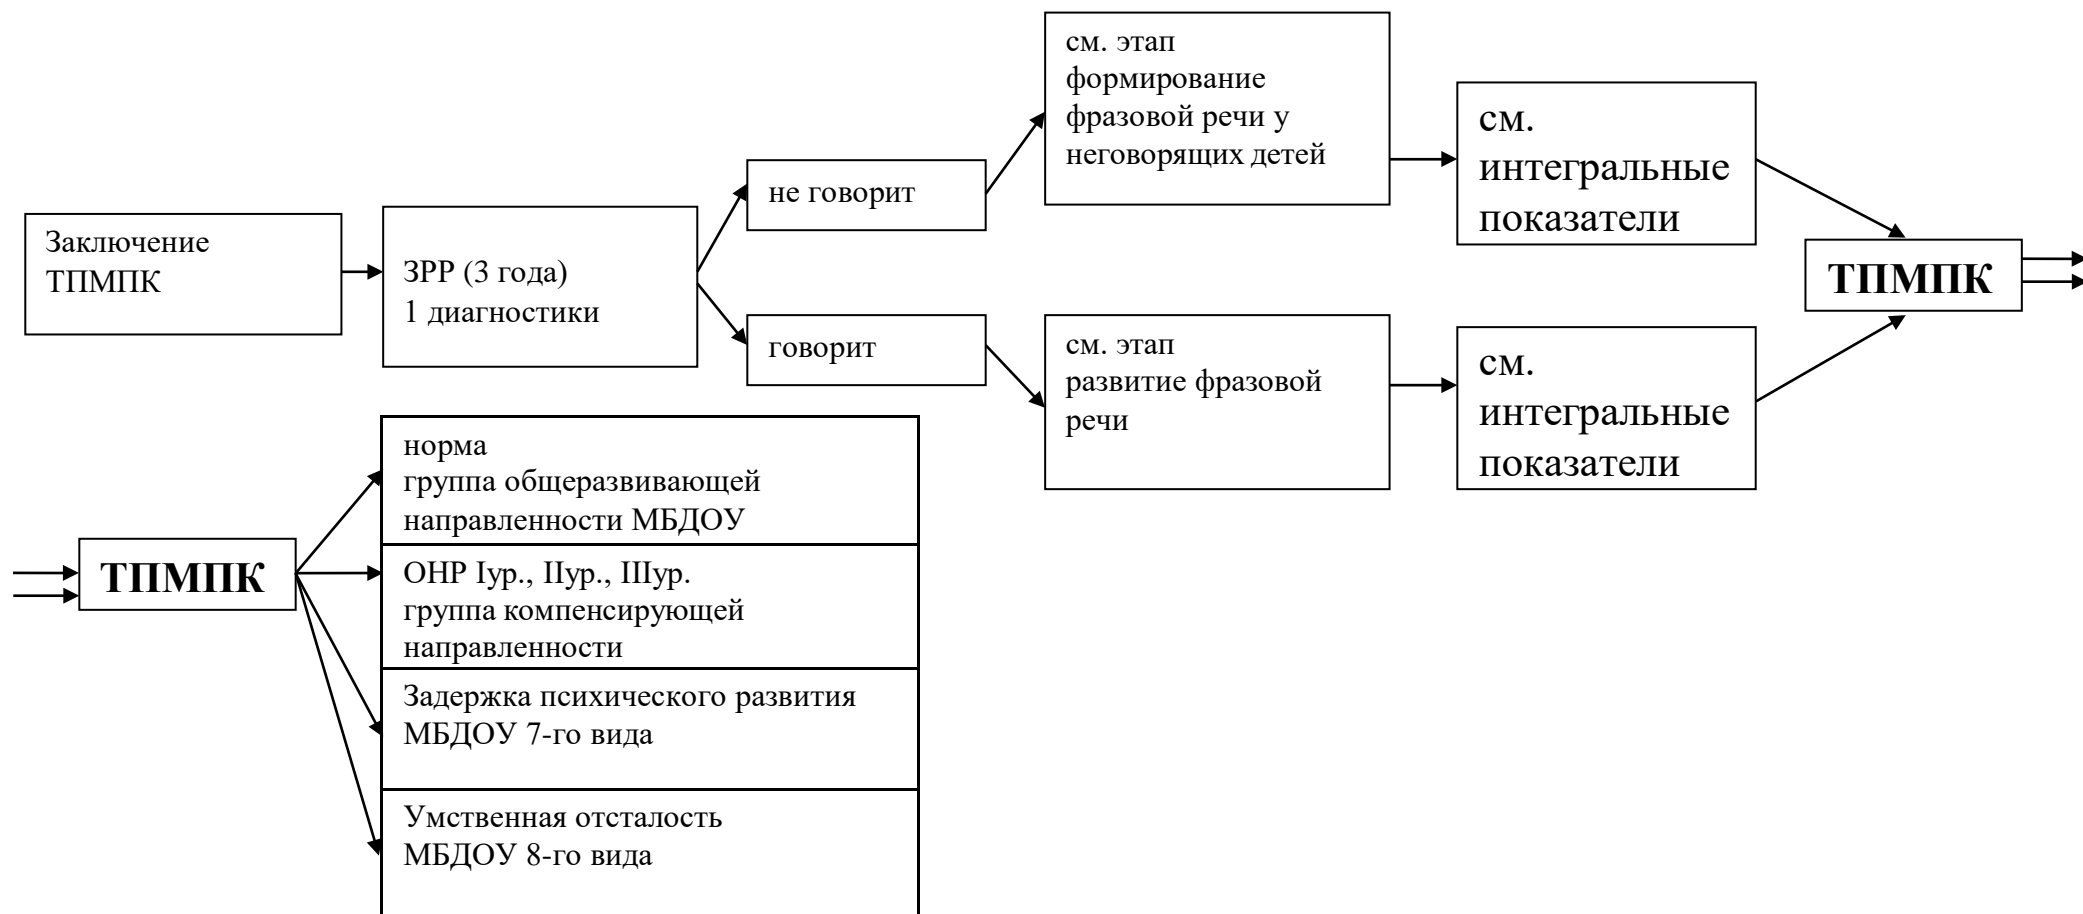 Заключение
ТПМПК
ЗРР (3 года)
1 диагностики
не говорит
говорит
см. этап
формирование
фразовой речи у
неговорящих детей
см. этап
развитие фразовой
речи
см.
интегральные
показатели
см.
интегральные
показатели
ТПМПК
ТПМПК
норма
группа общеразвивающей
направленности МБДОУ
ОНР Iур., IIур., IIIур.
группа компенсирующей
направленности
Задержка психического развития
МБДОУ 7-го вида
Умственная отсталость
МБДОУ 8-го вида